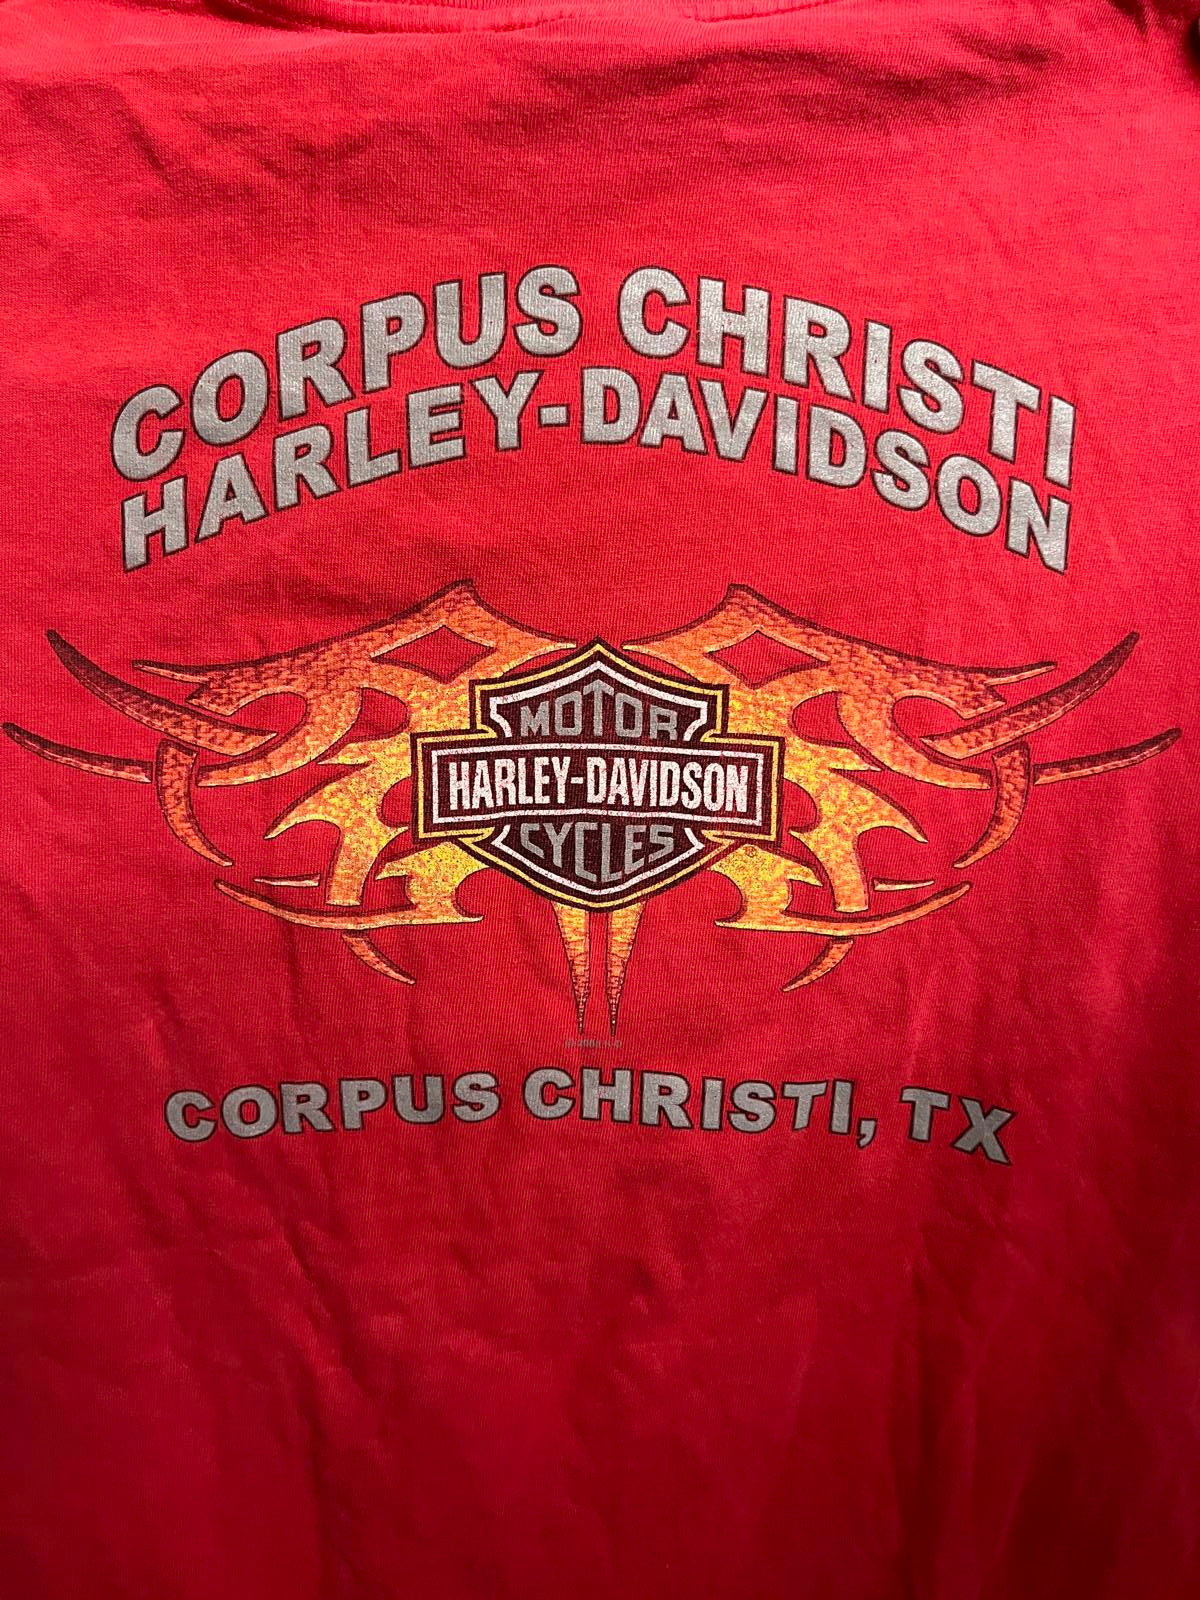 CORPUS CHRISTI
HARLEY-DAVIDSON
MOTOR
HARLEY-DAVIDSON
CYCLES
®
CORPUS CHRISTI, TX